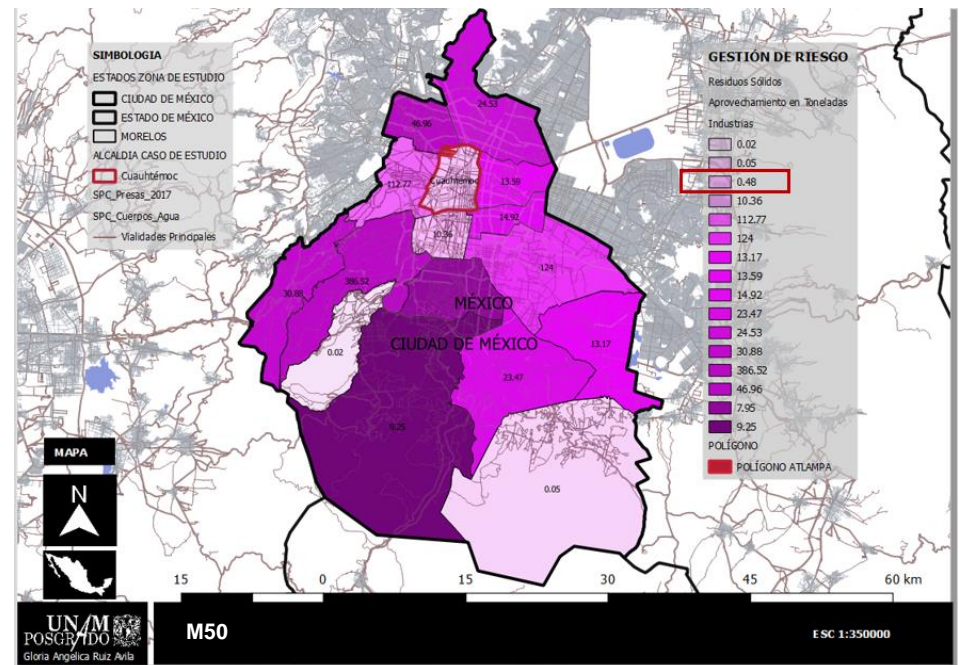 SIMBOLOGIA
ESTADOS ZONA DE ESTUDIO
CIUDAD DE MÉXICO
ESTADO DE MÉXICO
MORELOS
ALCALDIA CASO DE ESTUDIO
Cuauhtémoc
SPC_Presas_2017
SPC_Cuerpos_Agua
Vialidades Principales
GESTIÓN DE RIESGO
Residuos Sólidos
Aprovechamiento en Toneladas
Industrias
0.02
0.05
0.48
10.36
112.77
124
13.17
13.59
14.92
23.47
24.53
30.88
386.52
46.96
7.95
9.25
POLÍGONO
POLÍGONO ATLAMPA
24.53
46.96
Cuauhtémoc
13.59
112.77
14.92
10.36
124
386.52
30.88
MÉXICO
CIUDAD DE MÉXICO
0.02
13.17
23.47
9.25
0.05
MAPA
N
15 0 15 30 45 60 km
UNAM
POSGRADO
Gloria Angelica Ruiz Avila
M50
ESC 1:350000